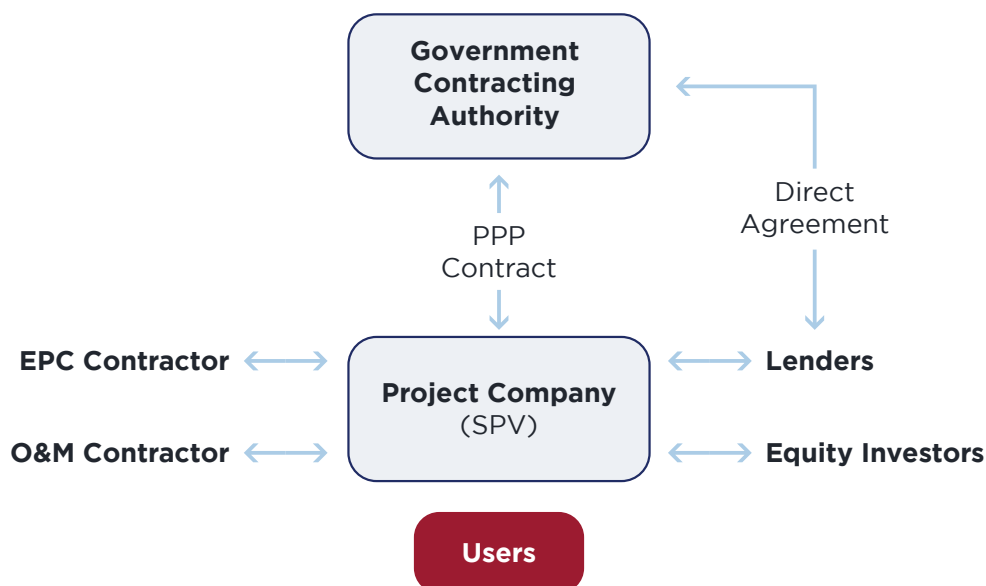 Government
Contracting
Authority
Direct
Agreement
PPP
Contract
EPC Contractor
Project Company
(SPV)
Lenders
O&M Contractor
Equity Investors
Users